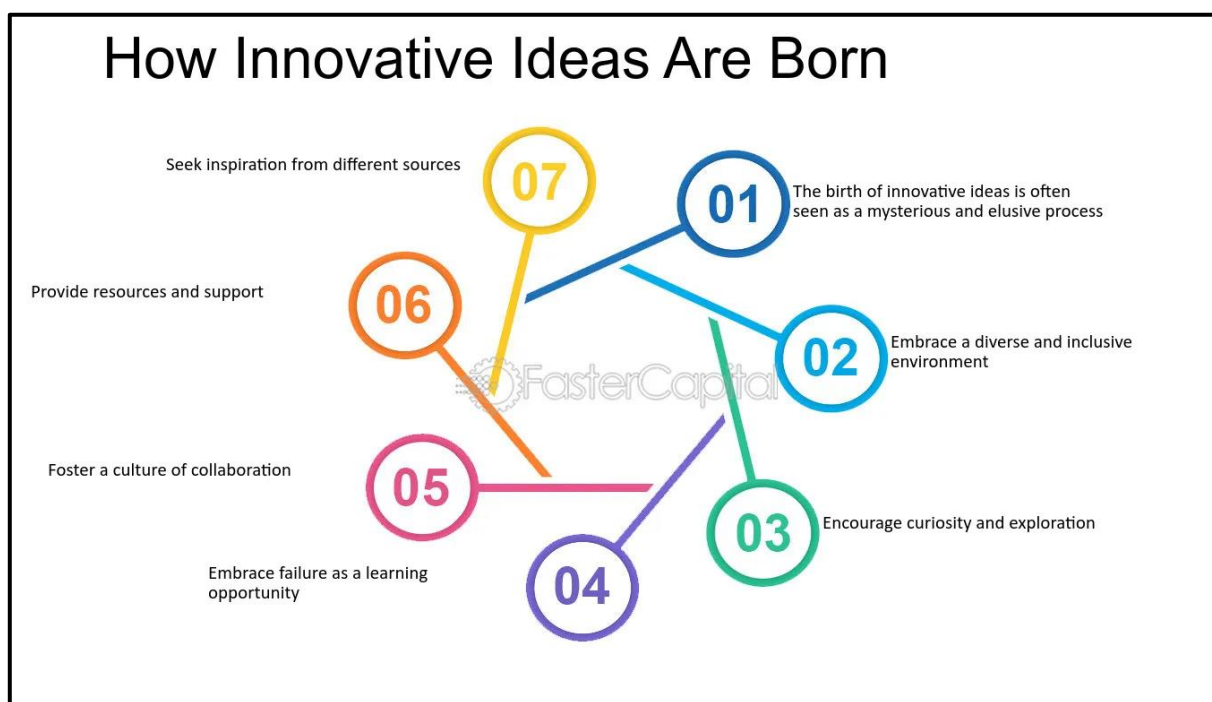 How Innovative Ideas Are Born
01
The birth of innovative ideas is often
seen as a mysterious and elusive process
02
Embrace a diverse and inclusive
environment
03
Encourage curiosity and exploration
04
Embrace failure as a learning
opportunity
05
Foster a culture of collaboration
06
Provide resources and support
07
Seek inspiration from different sources
FasterCapital